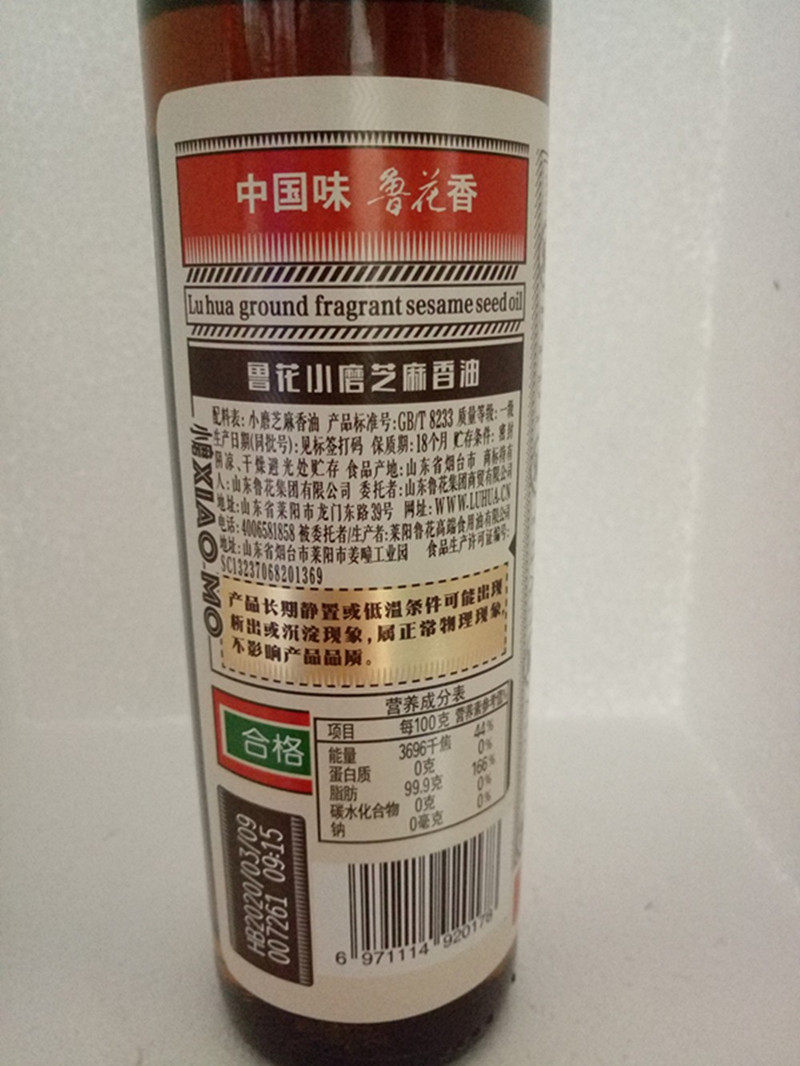 中国味 鲁花香
Lu hua ground fragrant sesame seed oil
鲁花小磨芝麻香油
配料表: 小磨芝麻香油 产品标准号:GB/T 8233 质量等级: 一级
生产日期(同批号): 见标签打码 保质期: 18个月 贮存条件: 密封
阴凉、干燥避光处贮存 食品产地: 山东省烟台市 商标持有
人: 山东鲁花集团有限公司 委托者: 山东鲁花集团商贸有限公司
地址: 山东省莱阳市龙门东路39号 网址: WWW.LUHUA.CN
电话: 4006581858 被委托者/生产者: 莱阳鲁花高端食用油有限公司
地址: 山东省烟台市莱阳市姜疃工业园 食品生产许可证编号:
SC13237068201369
小磨 XIAO MO
产品长期静置或低温条件可能出现
析出或沉淀现象, 属正常物理现象,
不影响产品品质。
营养成分表
项目 每100克 营养素参考值%
能量 3696千焦 44%
蛋白质 0克 0%
脂肪 99.9克 166%
碳水化合物 0克 0%
钠 0毫克 0%
合格
HB2020/03/09
007261 09:15
6 971114 920178